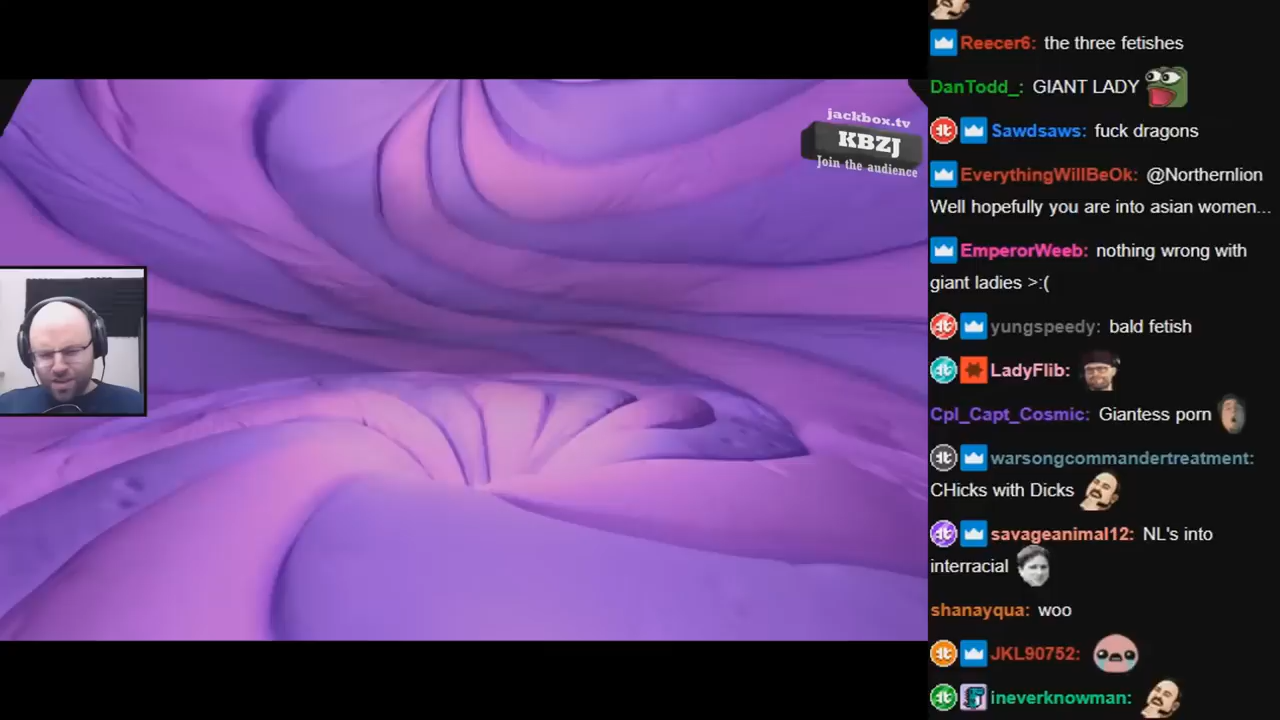 jackbox.tv
KBZJ
Join the audience
Reecer6: the three fetishes
DanTodd_: GIANT LADY
Sawdsaws: fuck dragons
EverythingWillBeOk: @Northernlion
Well hopefully you are into asian women...
EmperorWeeb: nothing wrong with
giant ladies >:(
yungspeedy: bald fetish
LadyFlib:
Cpl_Capt_Cosmic: Giantess porn
warsongcommandertreatment:
CHicks with Dicks
savageanimal12: NL's into
interracial
shanayqua: woo
JKL90752:
ineverknowman: